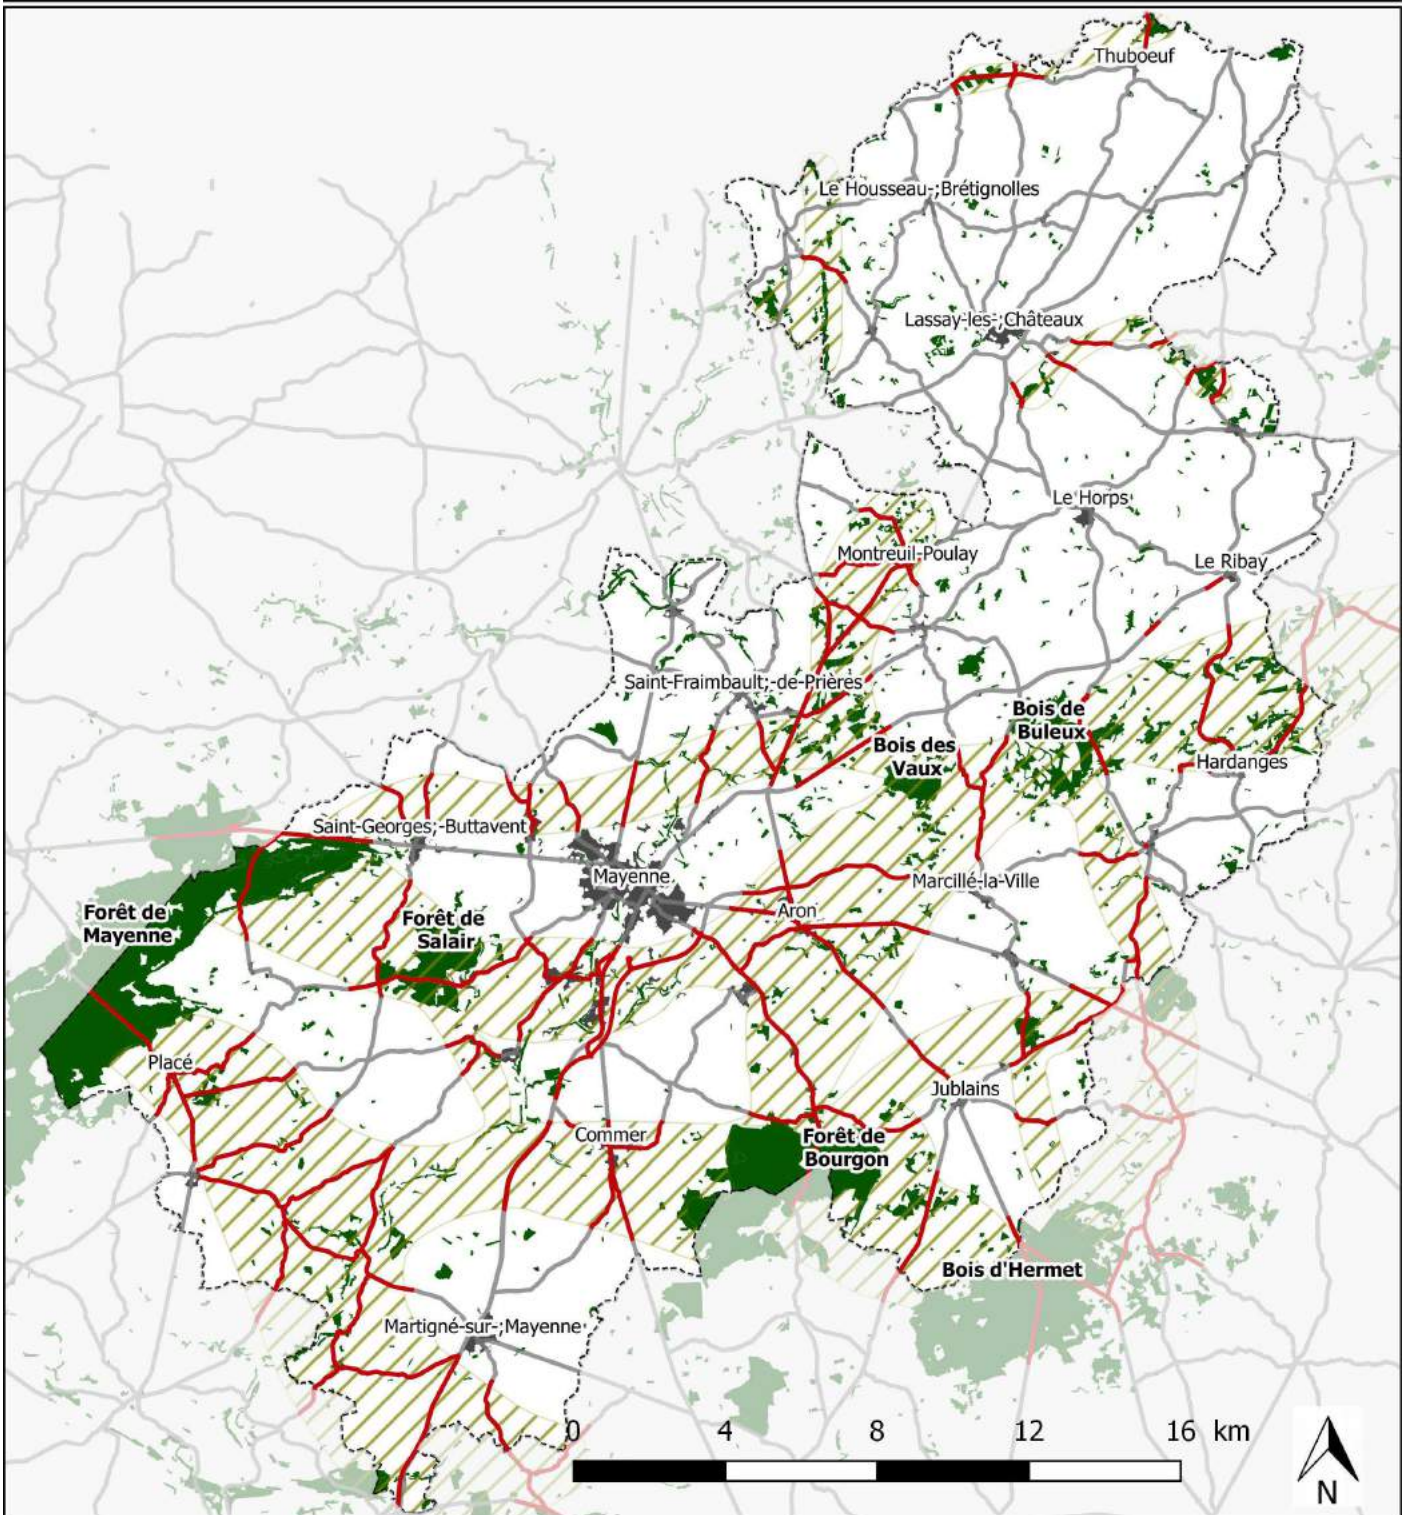 Thuboeuf
Le Housseau-;Brétignolles
Lassay-les-;Châteaux
Le Horps
Montreuil-Poulay
Le Ribay
Saint-Fraimbault;-de-Prières
Bois de
Buleux
Bois des
Vaux
Hardanges
Saint-Georges;-Buttavent
Mayenne
Marcillé-la-Ville
Forêt de
Mayenne
Forêt de
Salair
Aron
Placé
Jublains
Commer
Forêt de
Bourgon
Bois d'Hermet
Martigné-sur-;Mayenne
0 4 8 12 16 km
N